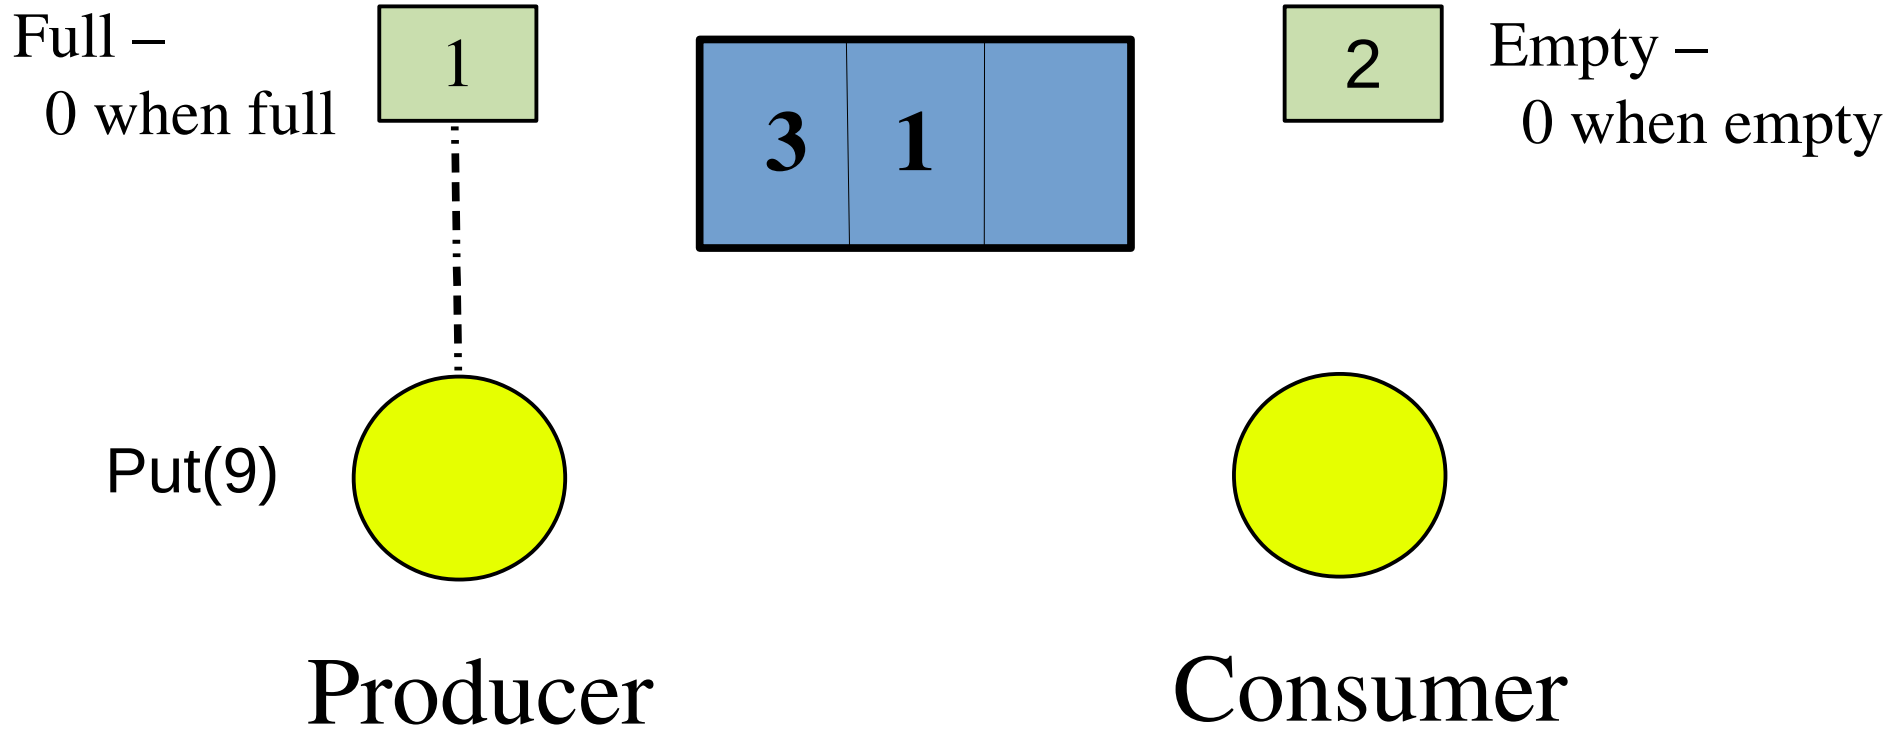 Full –
0 when full
1
3 1
2
Empty –
0 when empty
Put(9)
Producer
Consumer